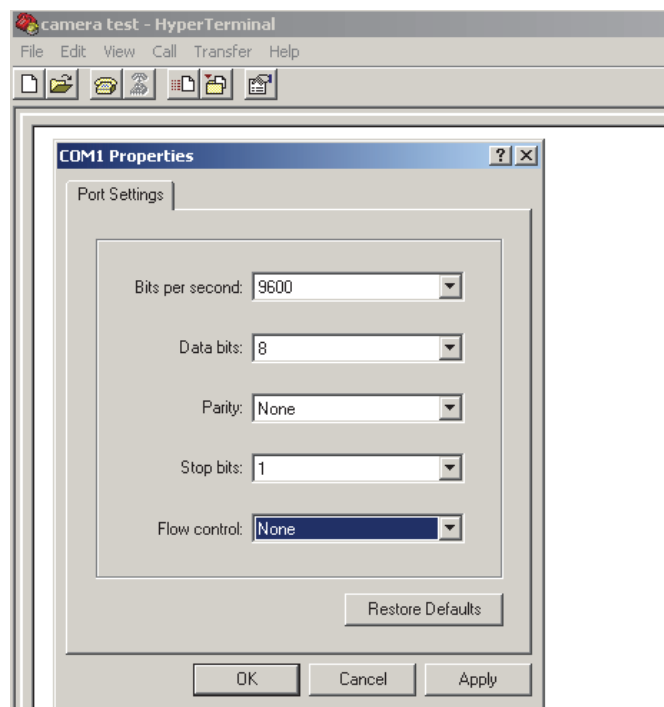 camera test - HyperTerminal
File Edit View Call Transfer Help
COM1 Properties
Port Settings
Bits per second: 9600
Data bits: 8
Parity: None
Stop bits: 1
Flow control: None
Restore Defaults
OK Cancel Apply